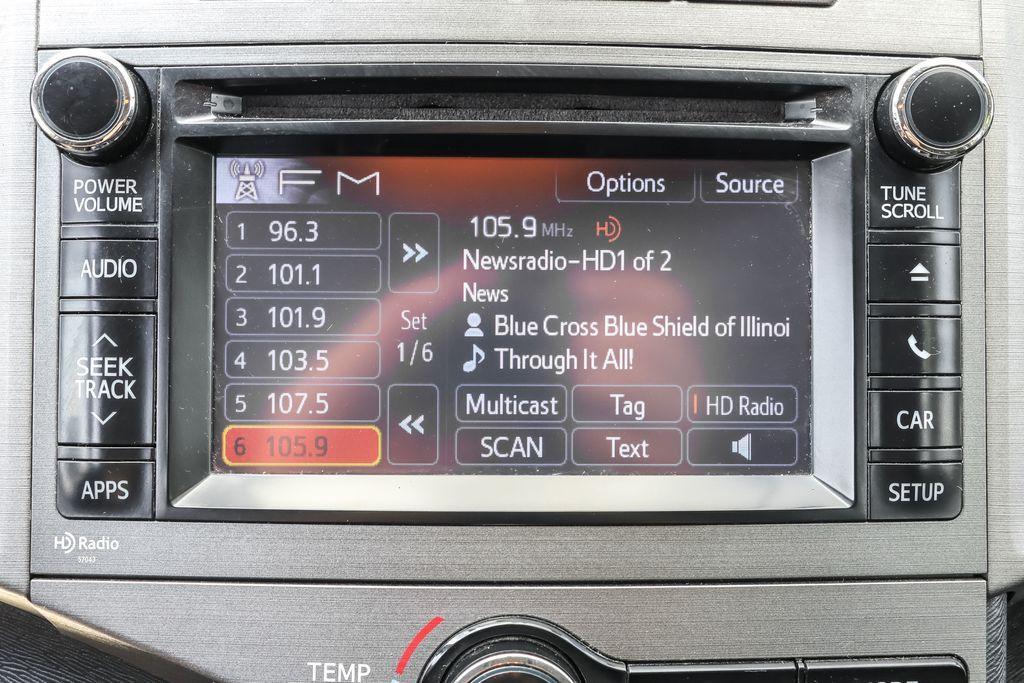 POWER
VOLUME
AUDIO
SEEK
TRACK
APPS
FM
Options
Source
1 96.3
2 101.1
3 101.9
4 103.5
5 107.5
6 105.9
Set
1/6
105.9 MHz HD
Newsradio-HD1 of 2
News
Blue Cross Blue Shield of Illinoi
Through It All!
Multicast
Tag
HD Radio
SCAN
Text
TUNE
SCROLL
CAR
SETUP
HD Radio
57043
TEMP